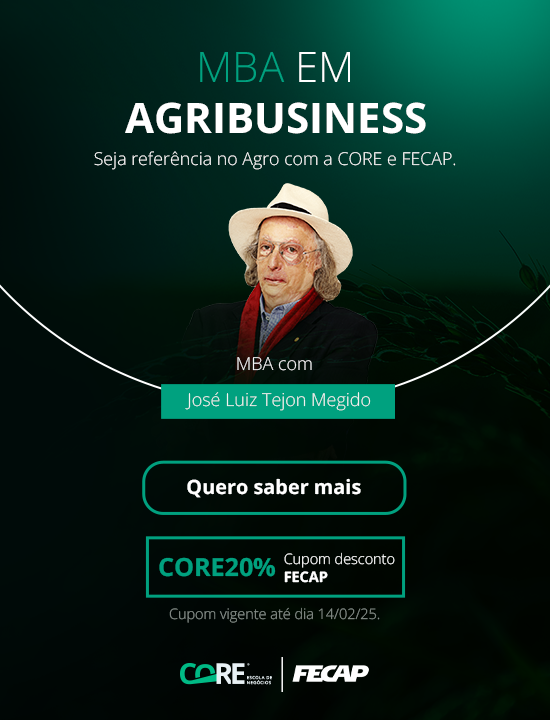 MBA EM
AGRIBUSINESS
Seja referência no Agro com a CORE e FECAP.
MBA com
José Luiz Tejon Megido
Quero saber mais
CORE20%
Cupom desconto
FECAP
Cupom vigente até dia 14/02/25.
CORE
ESCOLA DE
NEGÓCIOS
FECAP